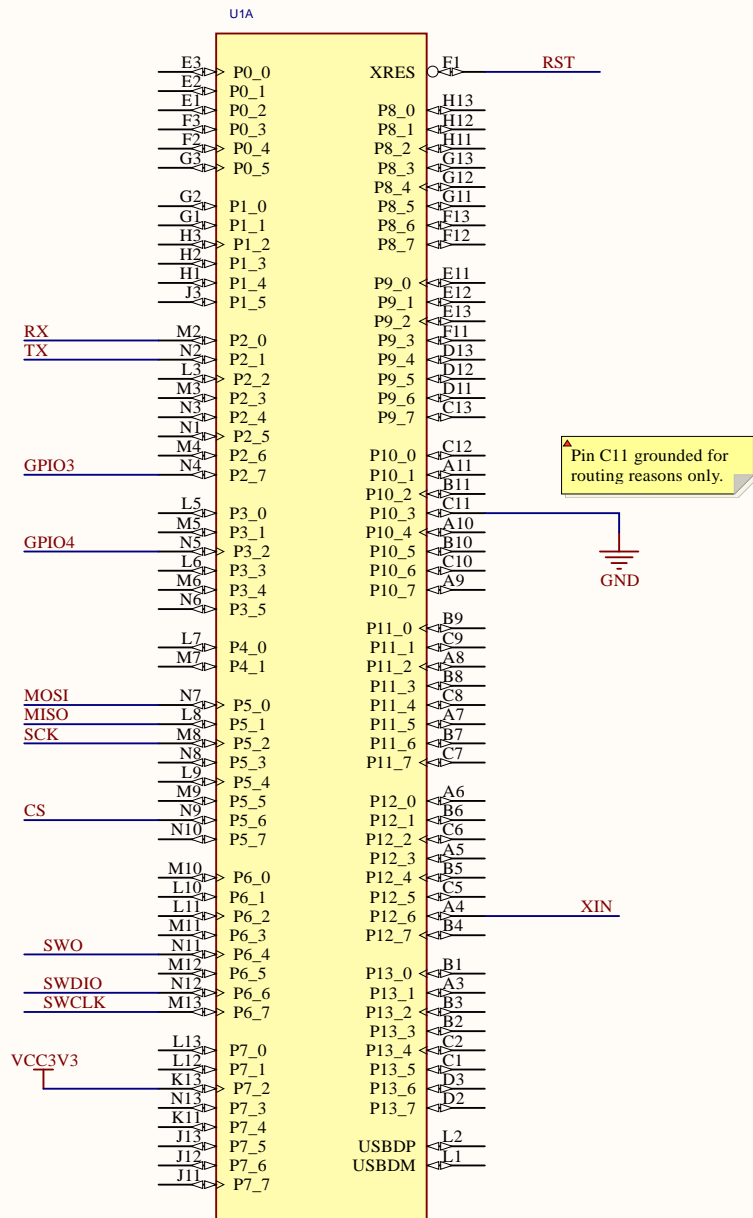 U1A
E3 P0_0
E2 P0_1
E1 P0_2
F3 P0_3
F2 P0_4
G3 P0_5
G2 P1_0
G1 P1_1
H3 P1_2
H2 P1_3
H1 P1_4
J3 P1_5
RX M2 P2_0
TX N2 P2_1
L3 P2_2
M3 P2_3
N3 P2_4
N1 P2_5
M4 P2_6
GPIO3 N4 P2_7
L5 P3_0
M5 P3_1
GPIO4 N5 P3_2
L6 P3_3
M6 P3_4
N6 P3_5
L7 P4_0
M7 P4_1
MOSI N7 P5_0
MISO L8 P5_1
SCK M8 P5_2
N8 P5_3
L9 P5_4
M9 P5_5
CS N9 P5_6
N10 P5_7
M10 P6_0
L10 P6_1
L11 P6_2
M11 P6_3
SWO N11 P6_4
M12 P6_5
SWDIO N12 P6_6
SWCLK M13 P6_7
L13 P7_0
L12 P7_1
VCC3V3 K13 P7_2
N13 P7_3
K11 P7_4
J13 P7_5
J12 P7_6
J11 P7_7
XRES F1 RST
P8_0 H13
P8_1 H12
P8_2 H11
P8_3 G13
P8_4 G12
P8_5 G11
P8_6 F13
P8_7 F12
P9_0 E11
P9_1 E12
P9_2 E13
P9_3 F11
P9_4 D13
P9_5 D12
P9_6 D11
P9_7 C13
P10_0 C12
P10_1 A11
P10_2 B11
P10_3 C11
P10_4 A10
P10_5 B10
P10_6 C10
P10_7 A9
P11_0 B9
P11_1 C9
P11_2 A8
P11_3 B8
P11_4 C8
P11_5 A7
P11_6 B7
P11_7 C7
P12_0 A6
P12_1 B6
P12_2 C6
P12_3 A5
P12_4 B5
P12_5 C5
P12_6 A4 XIN
P12_7 B4
P13_0 B1
P13_1 A3
P13_2 B3
P13_3 B2
P13_4 C2
P13_5 C1
P13_6 D3
P13_7 D2
USBDP L2
USBDM L1
Pin C11 grounded for
routing reasons only.
GND